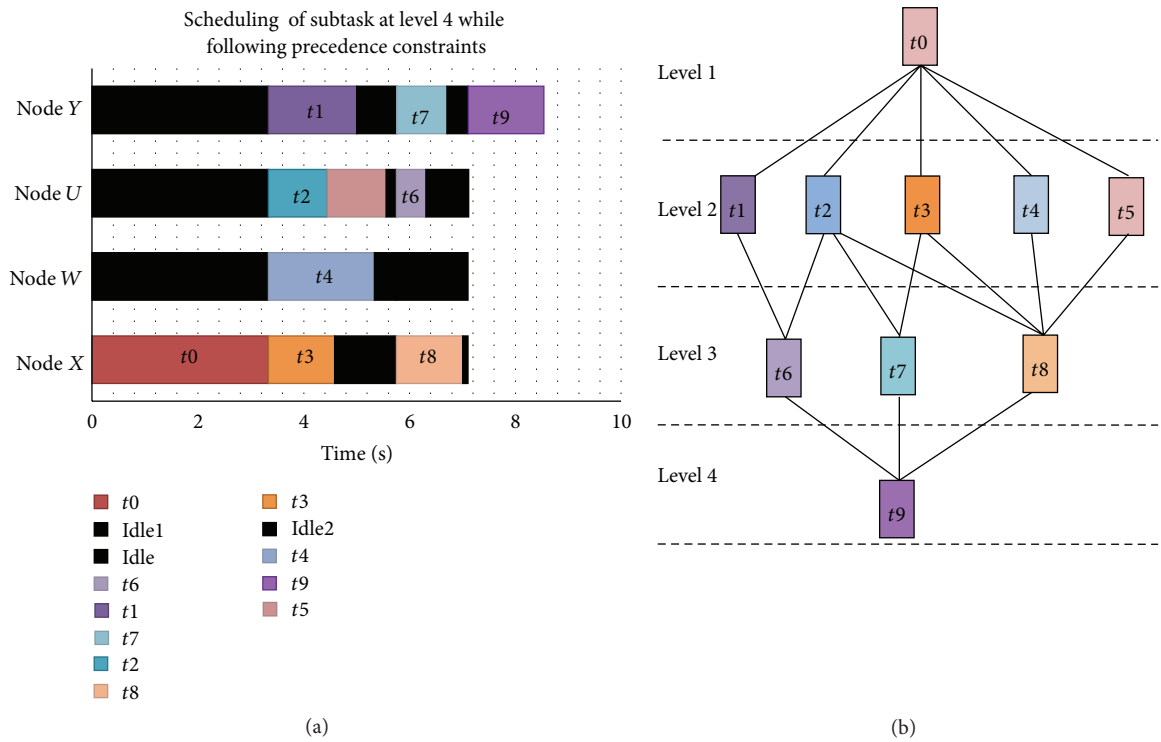 Scheduling of subtask at level 4 while
following precedence constraints
Node Y
t1
t7
t9
Node U
t2
t6
Node W
t4
Node X
t0
t3
t8
0
2
4
6
8
10
Time (s)
t0
Idle1
Idle
t6
t1
t7
t2
t8
t3
Idle2
t4
t9
t5
(a)
t0
Level 1
Level 2
t1
t2
t3
t4
t5
Level 3
t6
t7
t8
Level 4
t9
(b)